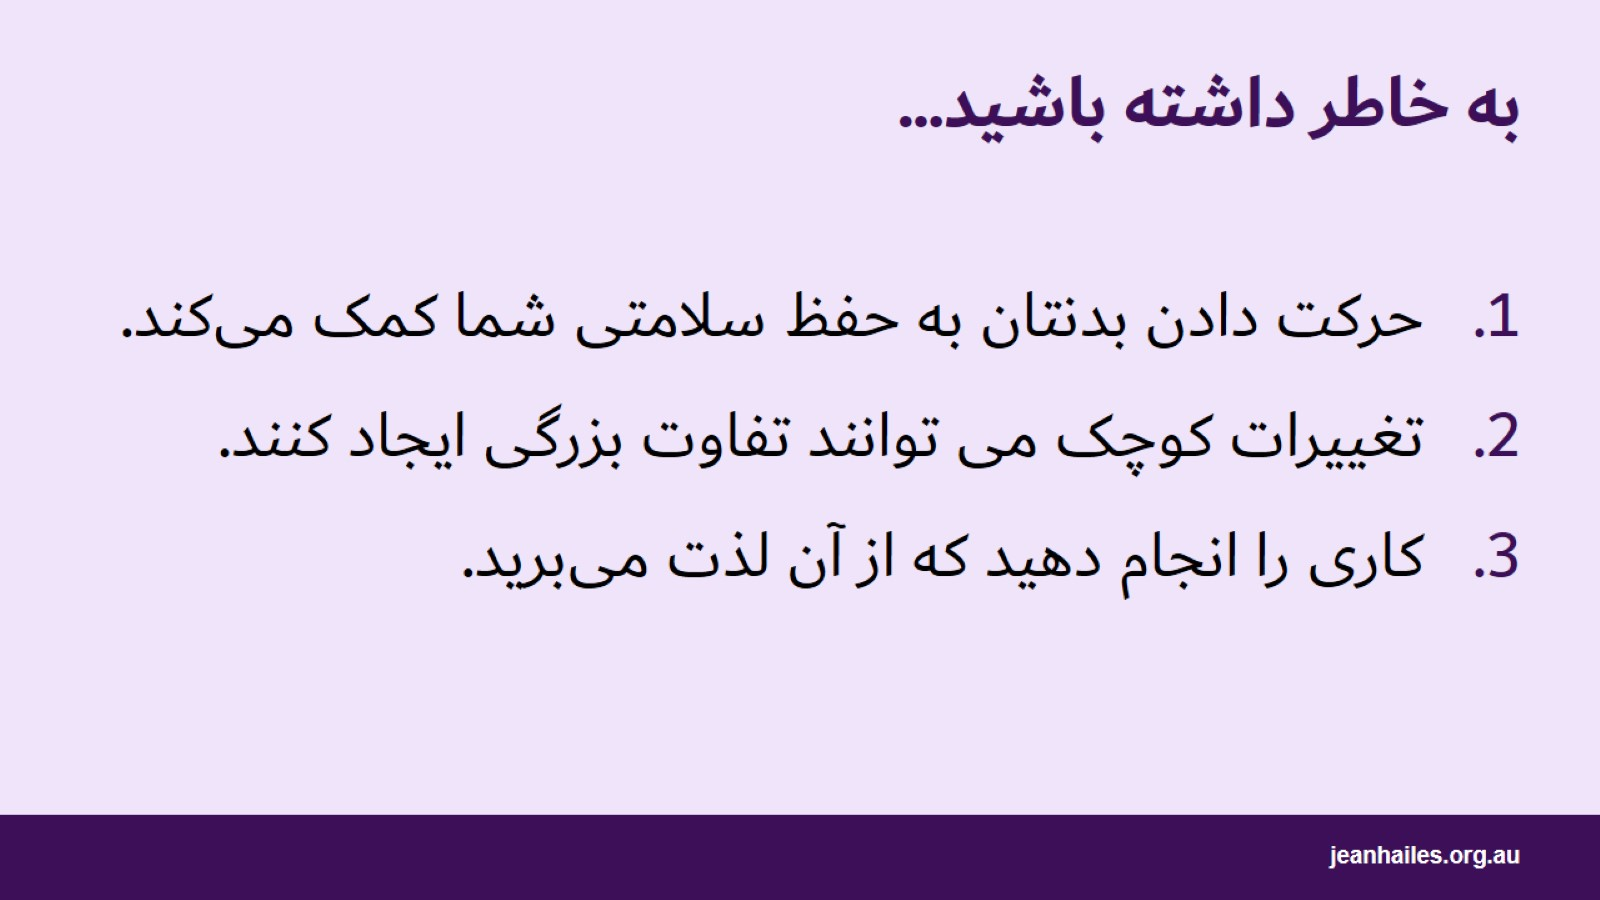 به خاطر داشته باشید...
1. حرکت دادن بدنتان به حفظ سلامتی شما کمک می‌کند.
2. تغییرات کوچک می توانند تفاوت بزرگی ایجاد کنند.
3. کاری را انجام دهید که از آن لذت می‌برید.
jeanhailes.org.au